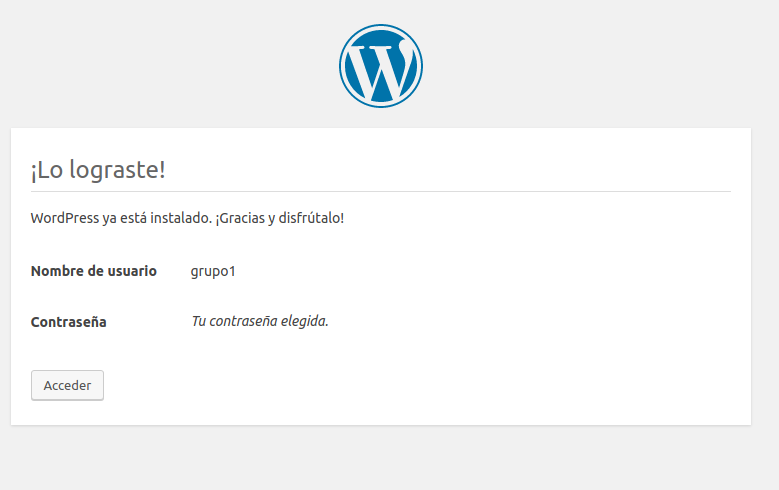 ¡Lo lograste!
WordPress ya está instalado. ¡Gracias y disfrútalo!
Nombre de usuario grupo1
Contraseña Tu contraseña elegida.
Acceder